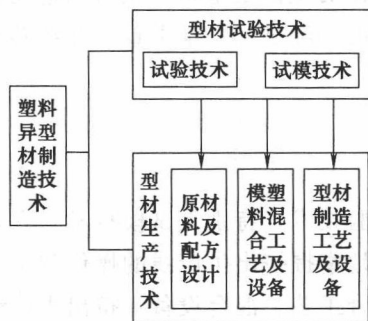 型材试验技术
试验技术
试模技术
塑料
异型
材制
造技
术
型
材
生
产
技
术
原材
料及
配方
设计
模塑
料混
合工
艺及
设备
型材
制造
工艺
及设
备